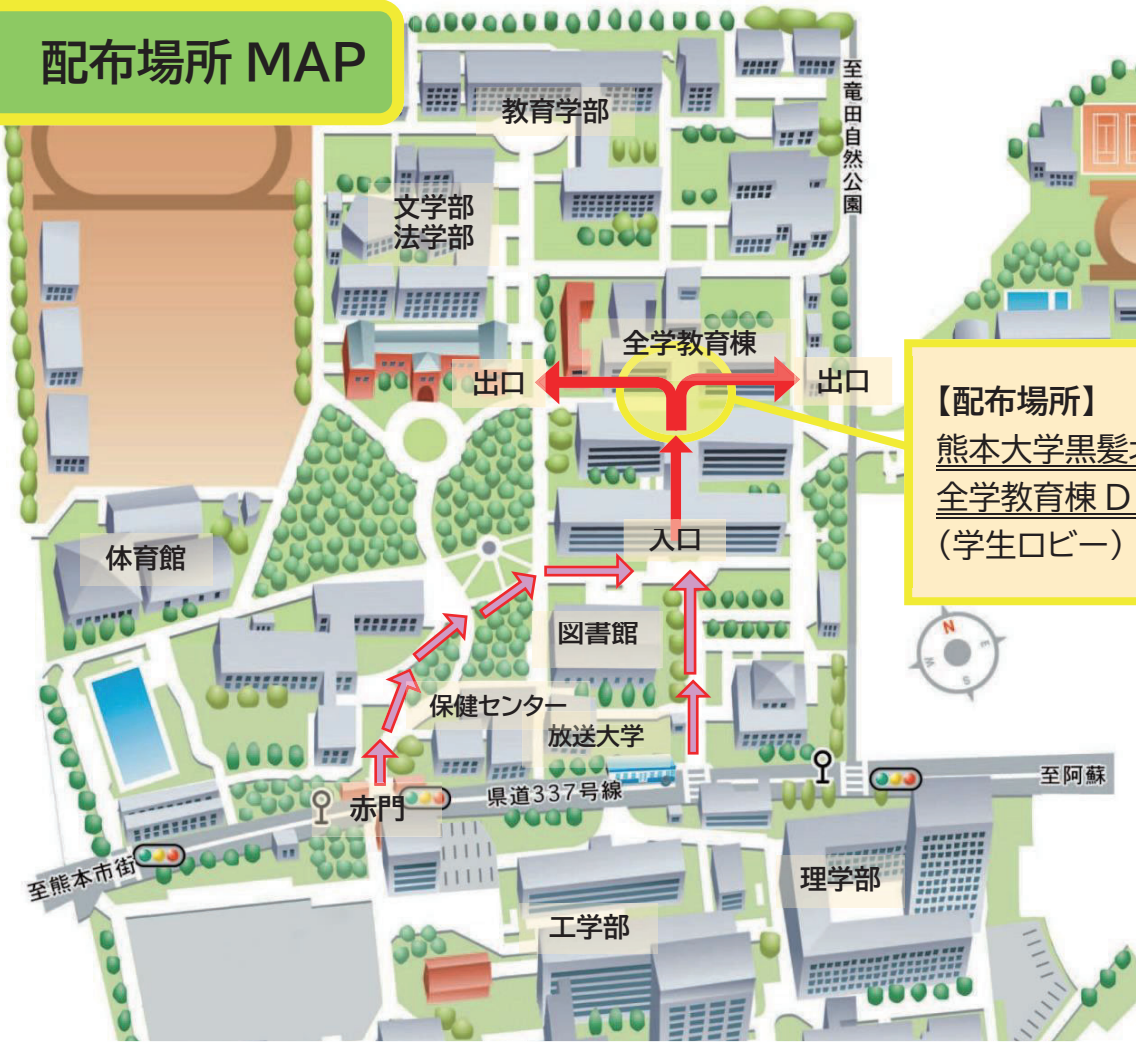 配布場所 MAP
教育学部
至竜田自然公園
文学部
法学部
全学教育棟
出口
出口
【配布場所】
熊本大学黒髪
全学教育棟 D
（学生ロビー）
体育館
入口
図書館
N
E
W
S
保健センター
放送大学
県道337号線
至阿蘇
赤門
至熊本市街
理学部
工学部